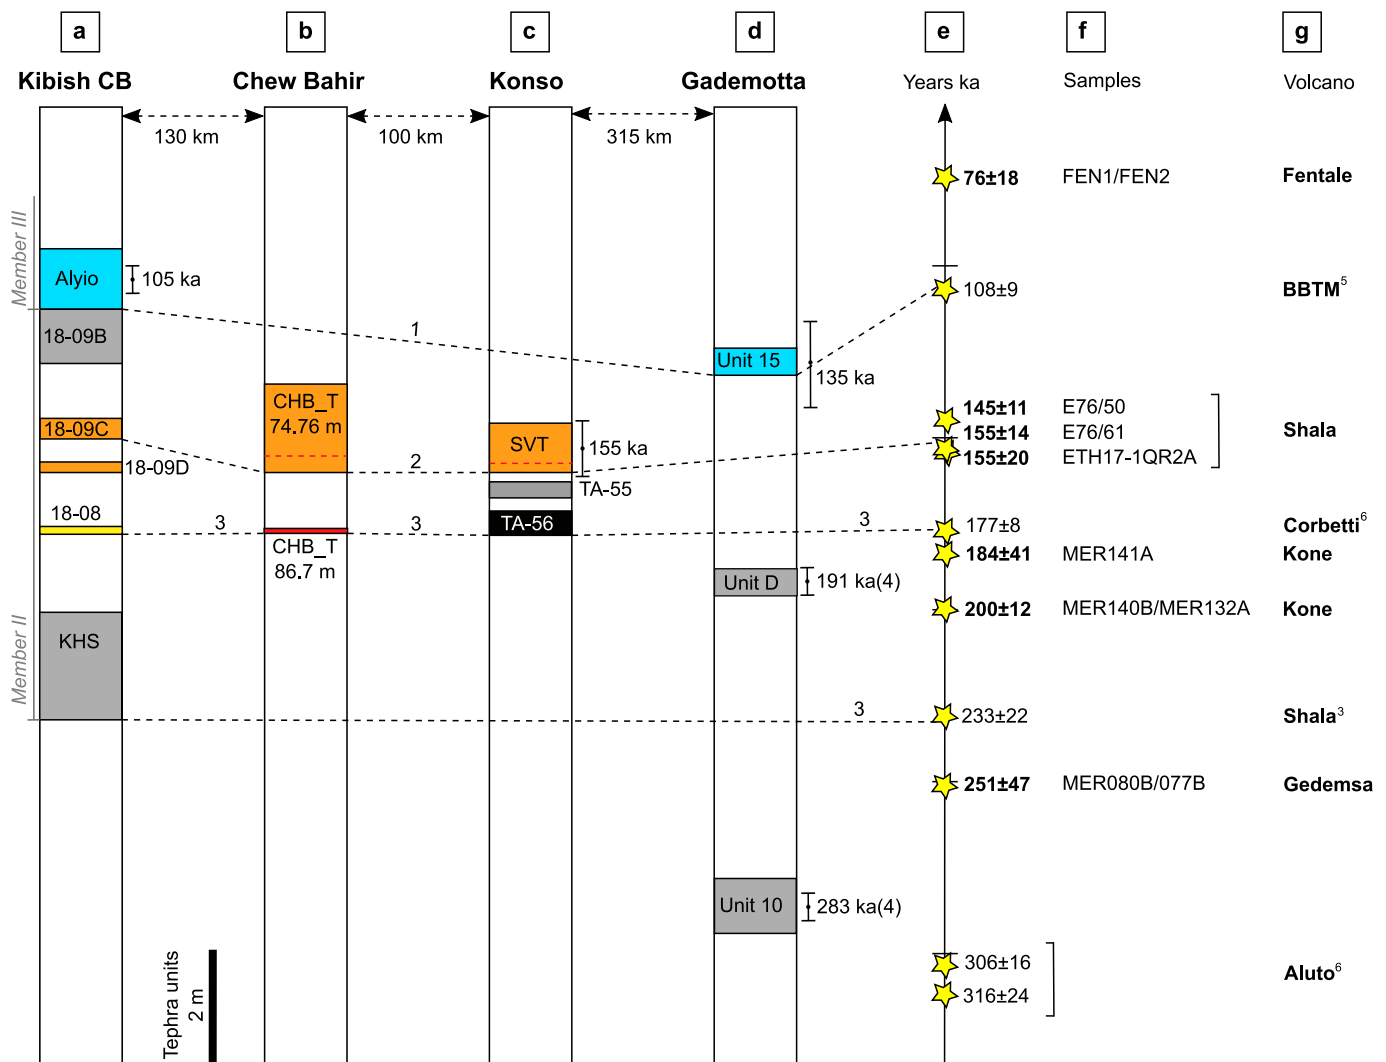 a
b
c
d
e
f
g
Kibish CB
Chew Bahir
Konso
Gademotta
Years ka
Samples
Volcano
130 km
100 km
315 km
76±18
FEN1/FEN2
Fentale
Member III
Alyio
105 ka
108±9
BBTM5
18-09B
1
Unit 15
135 ka
CHB_T
74.76 m
145±11
E76/50
18-09C
155±14
E76/61
Shala
SVT
155 ka
18-09D
2
155±20
ETH17-1QR2A
TA-55
18-08
3
3
TA-56
3
177±8
Corbetti6
CHB_T
86.7 m
184±41
MER141A
Kone
Unit D
191 ka(4)
200±12
MER140B/MER132A
Kone
Member II
KHS
3
233±22
Shala3
251±47
MER080B/077B
Gedemsa
Unit 10
283 ka(4)
306±16
Aluto6
316±24
Tephra units
2 m